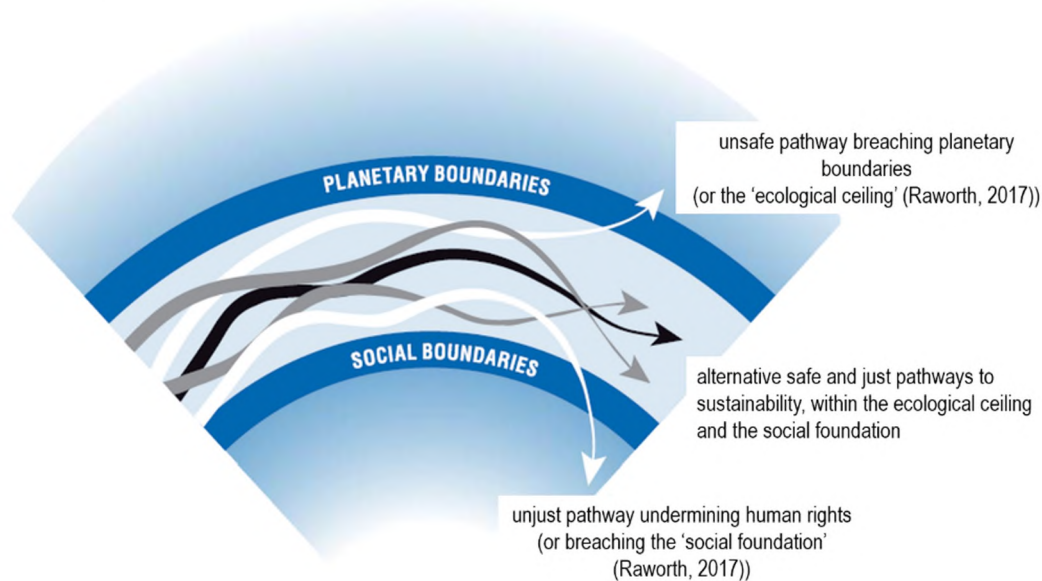 PLANETARY BOUNDARIES
unsafe pathway breaching planetary
boundaries
(or the ‘ecological ceiling’ (Raworth, 2017))
SOCIAL BOUNDARIES
alternative safe and just pathways to
sustainability, within the ecological ceiling
and the social foundation
unjust pathway undermining human rights
(or breaching the ‘social foundation’
(Raworth, 2017))